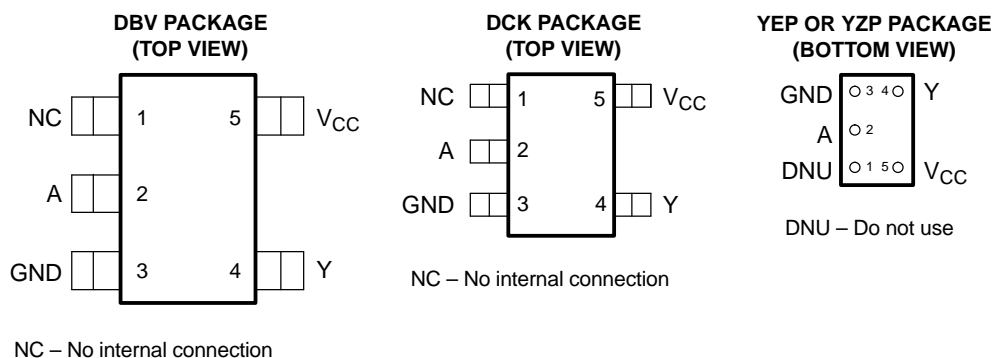 DBV PACKAGE
(TOP VIEW)
NC 1 5 VCC
A 2
GND 3 4 Y
NC – No internal connection
DCK PACKAGE
(TOP VIEW)
NC 1 5 VCC
A 2
GND 3 4 Y
NC – No internal connection
YEP OR YZP PACKAGE
(BOTTOM VIEW)
GND 3 4 Y
A 2
DNU 1 5 VCC
DNU – Do not use